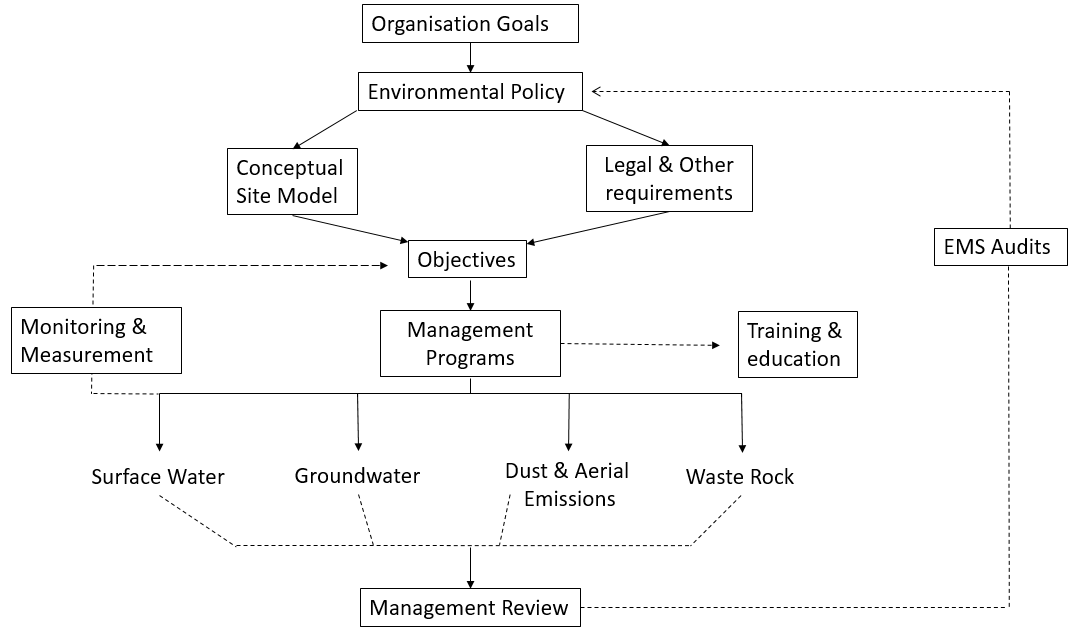 Organisation Goals
Environmental Policy
Conceptual
Site Model
Legal & Other
requirements
EMS Audits
Objectives
Monitoring &
Measurement
Management
Programs
Training &
education
Surface Water
Groundwater
Dust & Aerial
Emissions
Waste Rock
Management Review